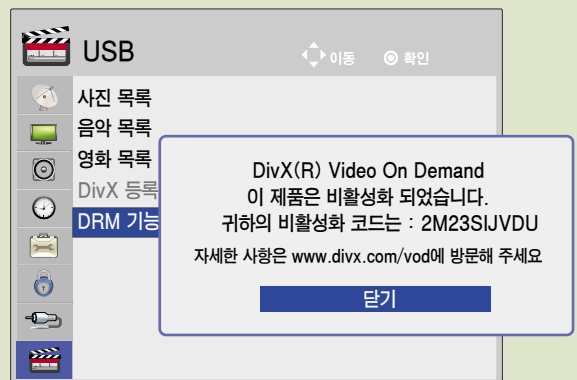 USB
이동 확인
사진 목록
음악 목록
영화 목록
DivX 등록
DRM 기능
DivX(R) Video On Demand
이 제품은 비활성화 되었습니다.
귀하의 비활성화 코드는 : 2M23SIJVDU
자세한 사항은 www.divx.com/vod에 방문해 주세요
닫기